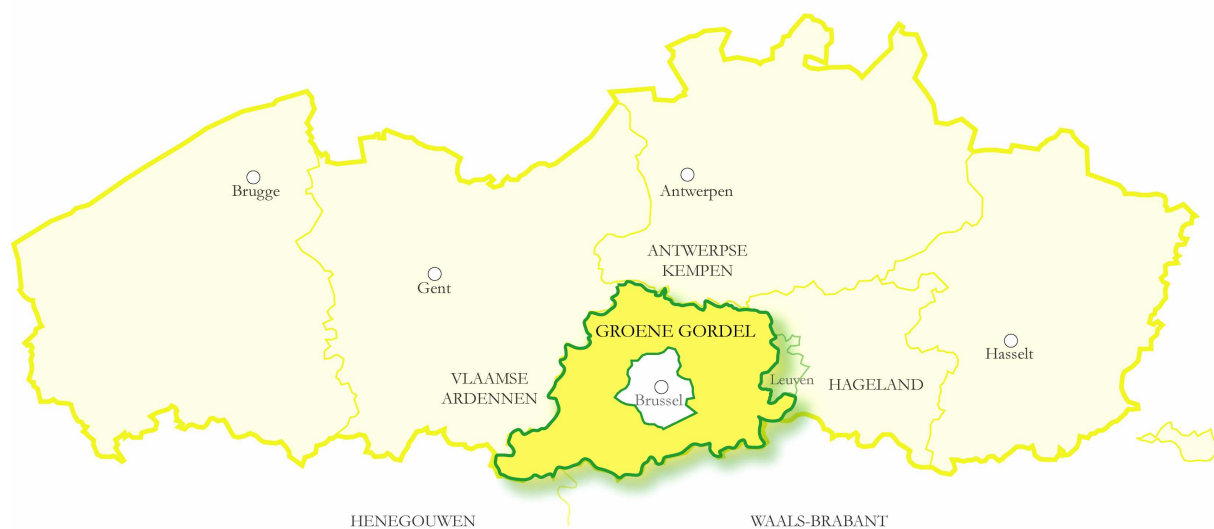 Brugge
Antwerpen
ANTWERPSE
KEMPEN
Gent
GROENE GORDEL
Hasselt
VLAAMSE
ARDENNEN
Leuven
HAGELAND
Brussel
HENEGOUWEN
WAALS-BRABANT